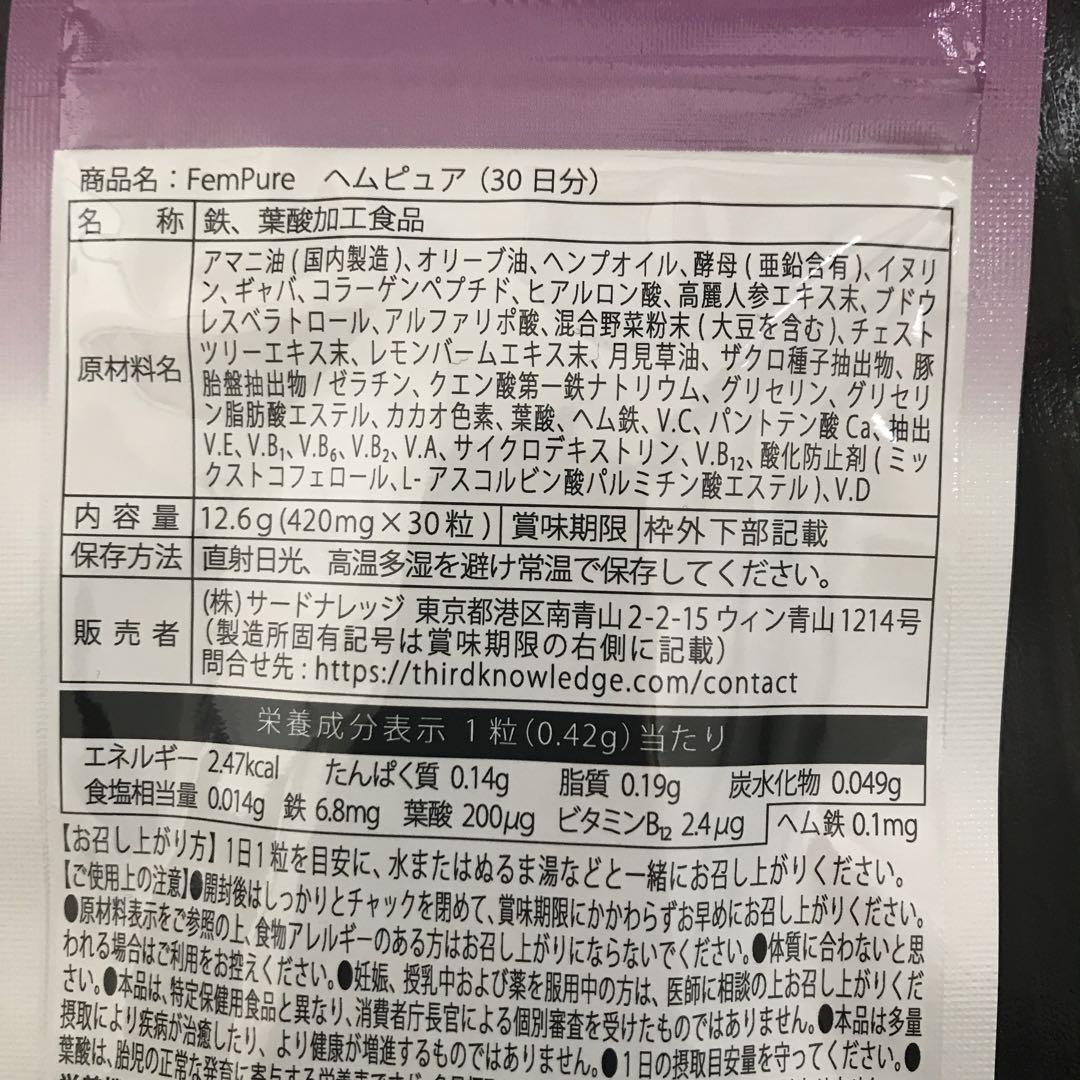 商品名：FemPure　ヘムピュア（30日分）
名　称　鉄、葉酸加工食品
原材料名
アマニ油(国内製造)、オリーブ油、ヘンプオイル、酵母(亜鉛含有)、イヌリ
ン、ギャバ、コラーゲンペプチド、ヒアルロン酸、高麗人参エキス末、ブドウ
レスベラトロール、アルファリポ酸、混合野菜粉末(大豆を含む)、チェスト
ツリーエキス末、レモンバームエキス末、月見草油、ザクロ種子抽出物、豚
胎盤抽出物/ゼラチン、クエン酸第一鉄ナトリウム、グリセリン、グリセリ
ン脂肪酸エステル、カカオ色素、葉酸、ヘム鉄、V.C、パントテン酸Ca、抽出
V.E、V.B₁、V.B₆、V.B₂、V.A、サイクロデキストリン、V.B₁₂、酸化防止剤(ミッ
クストコフェロール、L-アスコルビン酸パルミチン酸エステル)、V.D
内容量　12.6g(420mg×30粒)　賞味期限　枠外下部記載
保存方法　直射日光、高温多湿を避け常温で保存してください。
販売者
(株)サードナレッジ 東京都港区南青山2-2-15ウィン青山1214号
（製造所固有記号は賞味期限の右側に記載）
問合せ先：https://thirdknowledge.com/contact
栄養成分表示 1粒(0.42g)当たり
エネルギー 2.47kcal　たんぱく質 0.14g　脂質 0.19g　炭水化物 0.049g
食塩相当量 0.014g　鉄 6.8mg　葉酸 200μg　ビタミンB₁₂ 2.4μg　ヘム鉄 0.1mg
【お召し上がり方】1日1粒を目安に、水またはぬるま湯などと一緒にお召し上がりください。
【ご使用上の注意】●開封後はしっかりとチャックを閉めて、賞味期限にかかわらずお早めにお召し上がりください。
●原材料表示をご参照の上、食物アレルギーのある方はお召し上がりにならないでください。●体質に合わないと思
われる場合はご利用をお控えください。●妊娠、授乳中および薬を服用中の方は、医師に相談の上お召し上がりくだ
さい。●本品は、特定保健用食品と異なり、消費者庁長官による個別審査を受けたものではありません。●本品は多量
摂取により疾病が治癒したり、より健康が増進するものではありません。●1日の摂取目安量を守ってください。●
葉酸は、胎児の正常な発育に寄与する栄養素ですが、